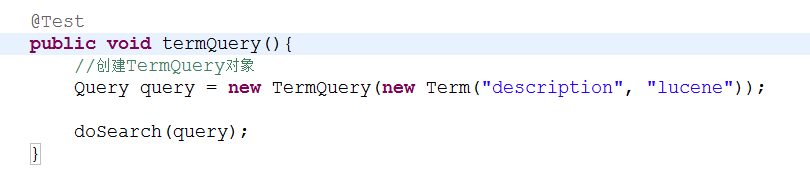 @Test
public void termQuery(){
//创建TermQuery对象
Query query = new TermQuery(new Term("description", "lucene"));
doSearch(query);
}